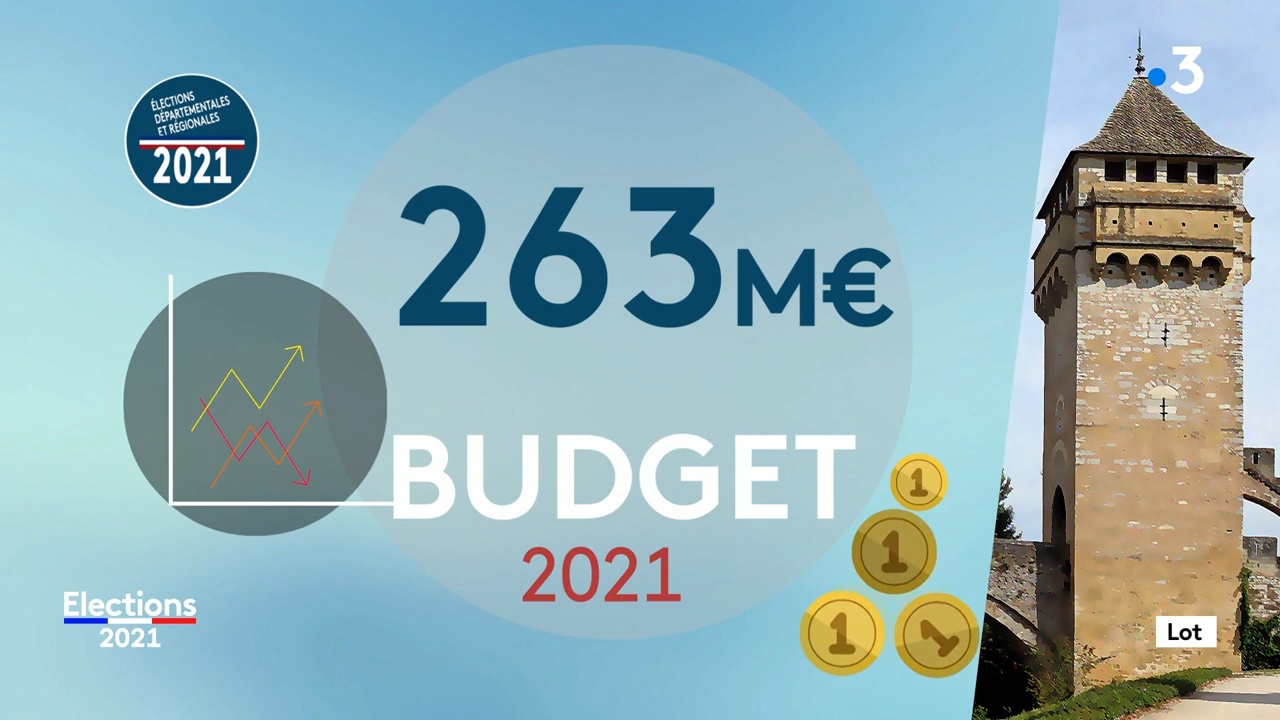 ÉLECTIONS
DÉPARTEMENTALES
ET RÉGIONALES
2021
263M€
BUDGET
2021
1
1
1
1
Elections
2021
3
Lot